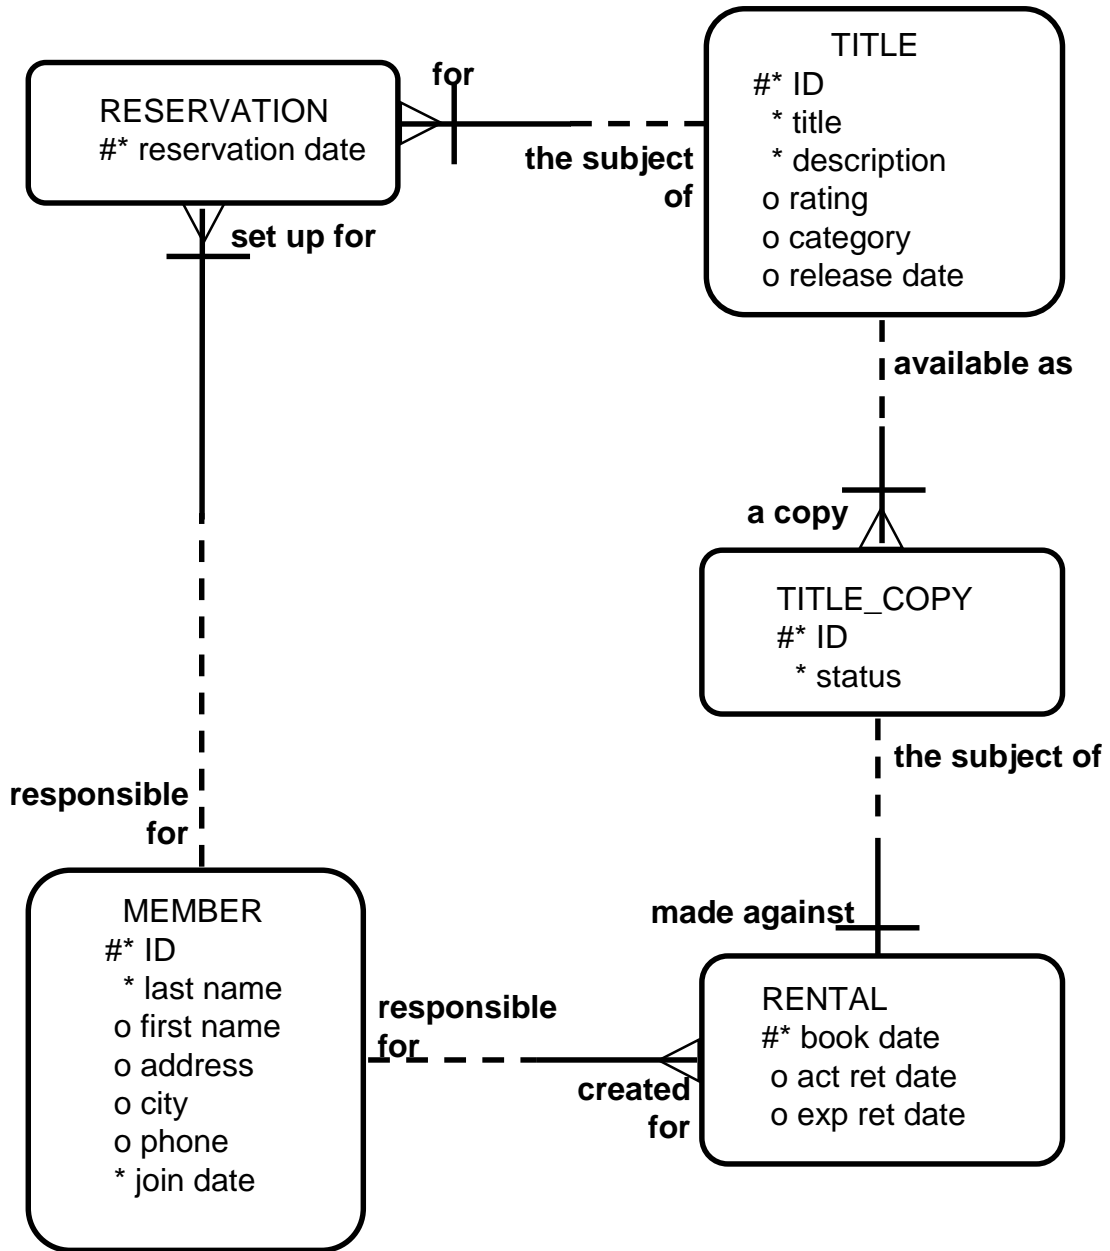 TITLE
#* ID
* title
* description
o rating
o category
o release date
for
RESERVATION
#* reservation date
the subject
of
set up for
available as
a copy
TITLE_COPY
#* ID
* status
the subject of
responsible
for
MEMBER
#* ID
* last name
o first name
o address
o city
o phone
* join date
made against
responsible
for
created
for
RENTAL
#* book date
o act ret date
o exp ret date